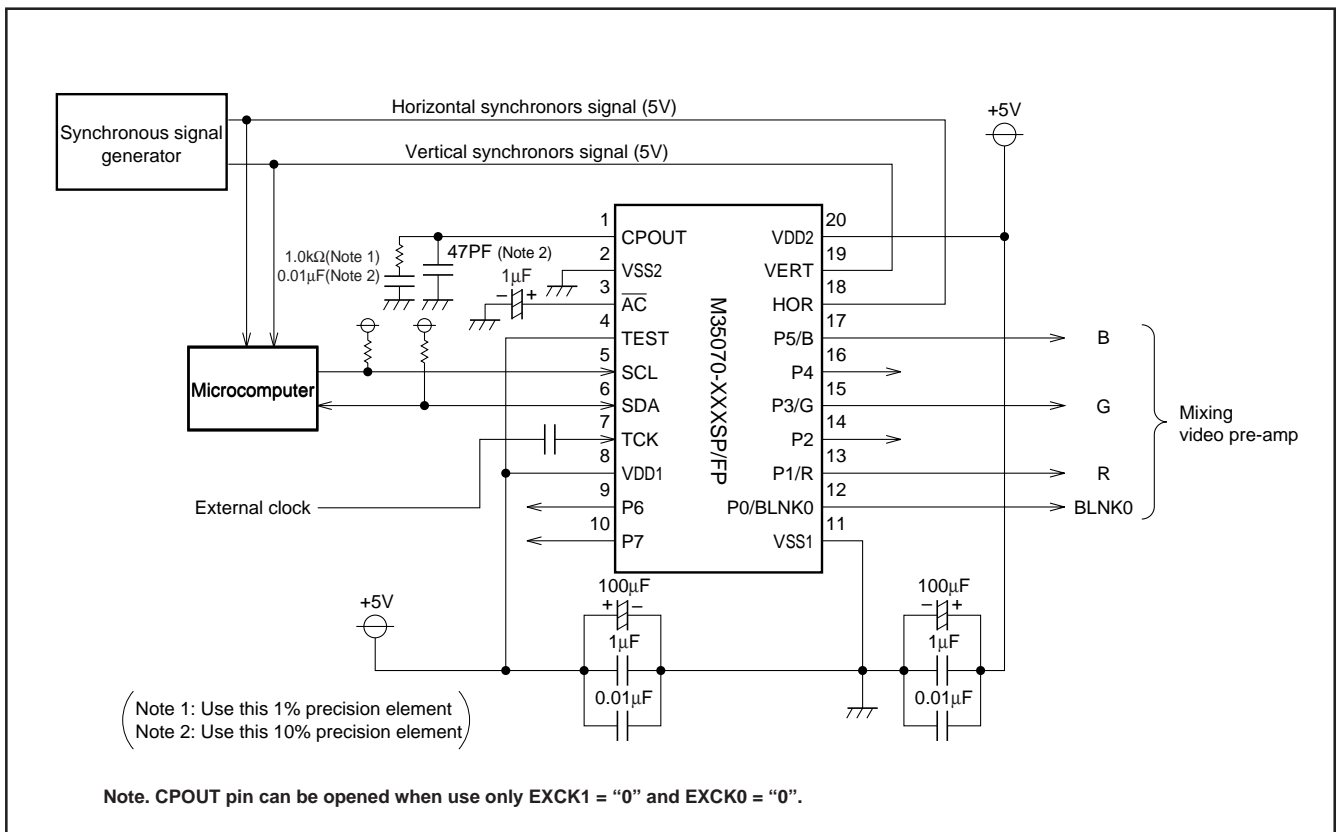 Horizontal synchronors signal (5V)
+5V
Synchronous signal
generator
Vertical synchronors signal (5V)
1
20
CPOUT
VDD2
1.0kΩ(Note 1)
47PF (Note 2)
2
19
0.01μF(Note 2)
VSS2
VERT
1μF
3
18
− +
AC
HOR
M35070-XXXSP/FP
4
17
TEST
P5/B
B
5
16
SCL
P4
Microcomputer
6
15
SDA
P3/G
G
Mixing
video pre-amp
7
14
TCK
P2
8
13
VDD1
P1/R
R
9
12
External clock
P6
P0/BLNK0
BLNK0
10
11
P7
VSS1
100μF
100μF
+5V
+ −
− +
1μF
1μF
0.01μF
0.01μF
Note 1: Use this 1% precision element
Note 2: Use this 10% precision element
Note. CPOUT pin can be opened when use only EXCK1 = “0” and EXCK0 = “0”.